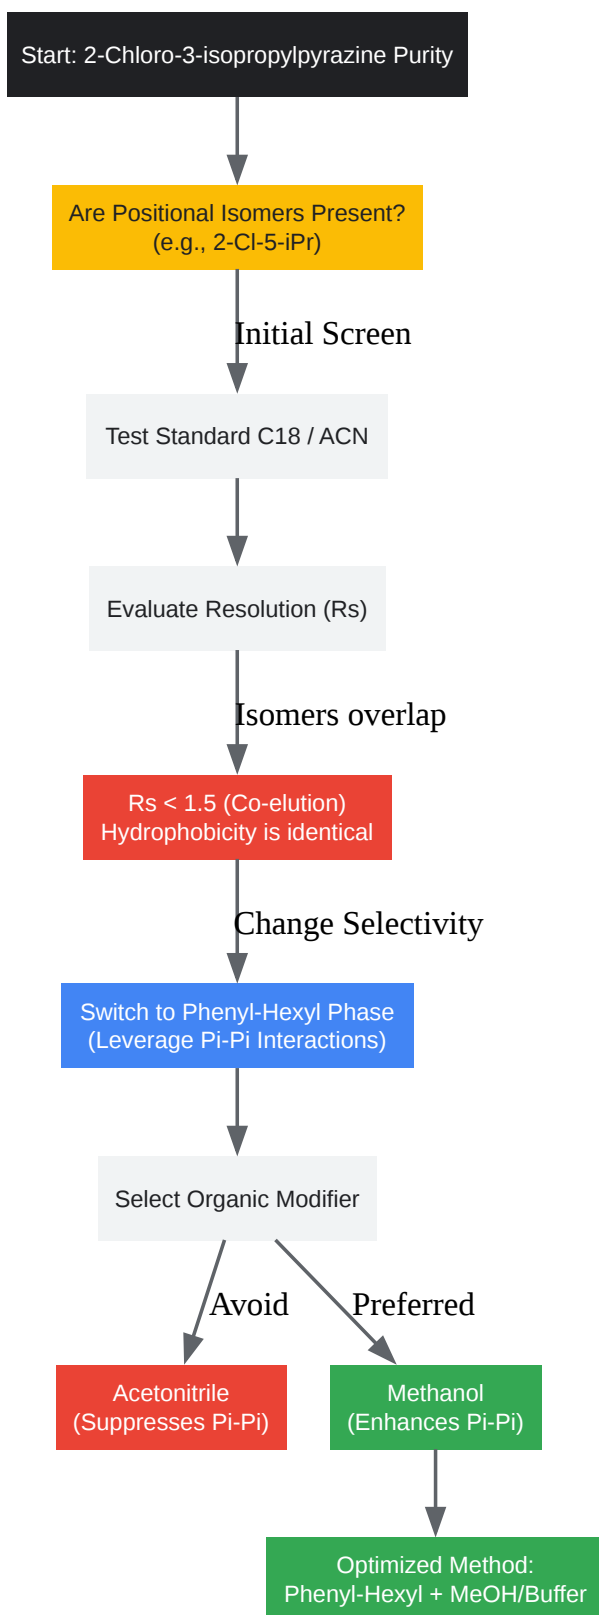 Start: 2-Chloro-3-isopropylpyrazine Purity
Are Positional Isomers Present?
(e.g., 2-Cl-5-iPr)
Initial Screen
Test Standard C18 / ACN
Evaluate Resolution (Rs)
Isomers overlap
Rs < 1.5 (Co-elution)
Hydrophobicity is identical
Change Selectivity
Switch to Phenyl-Hexyl Phase
(Leverage Pi-Pi Interactions)
Select Organic Modifier
Avoid
Preferred
Acetonitrile
(Suppresses Pi-Pi)
Methanol
(Enhances Pi-Pi)
Optimized Method:
Phenyl-Hexyl + MeOH/Buffer